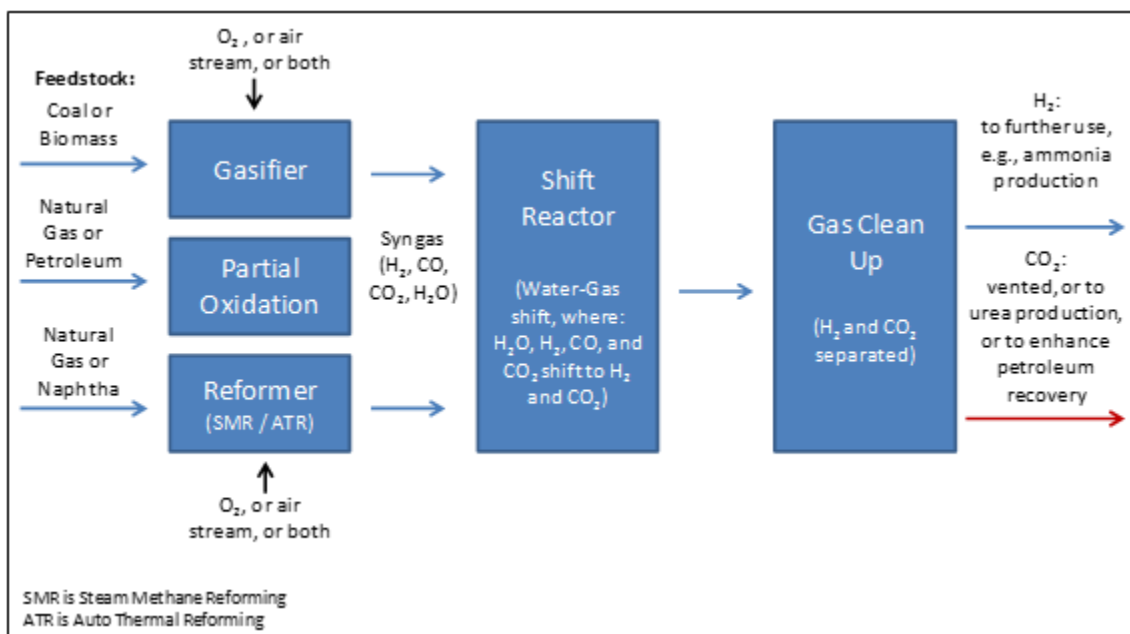 O₂ , or air
stream, or both
Feedstock:
Coal or
Biomass
Gasifier
Natural
Gas or
Petroleum
Partial
Oxidation
Natural
Gas or
Naphtha
Reformer
(SMR / ATR)
O₂, or air
stream, or both
Syngas
(H₂, CO,
CO₂, H₂O)
Shift
Reactor
(Water-Gas
shift, where:
H₂O, H₂, CO, and
CO₂ shift to H₂
and CO₂)
Gas Clean
Up
(H₂ and CO₂
separated)
H₂:
to further use,
e.g., ammonia
production
CO₂:
vented, or to
urea production,
or to enhance
petroleum
recovery
SMR is Steam Methane Reforming
ATR is Auto Thermal Reforming